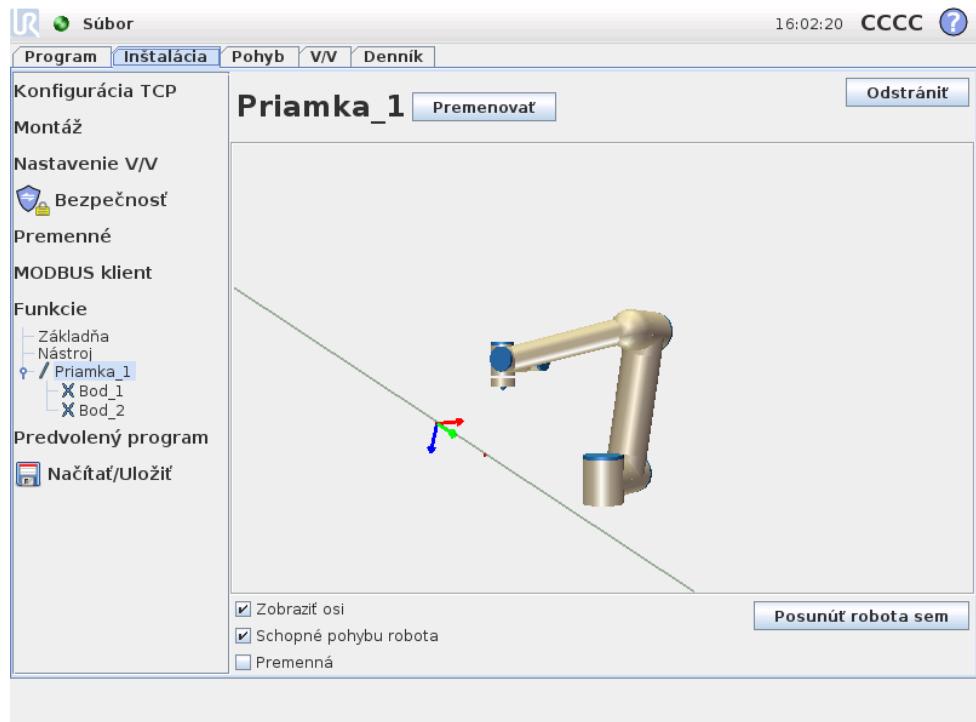 UR Súbor 16:02:20 CCCC ?
Program Inštalácia Pohyb V/V Denník
Konfigurácia TCP
Montáž
Nastavenie V/V
Bezpečnosť
Premenné
MODBUS klient
Funkcie
Základňa
Nástroj
Priamka_1
Bod_1
Bod_2
Predvolený program
Načítať/Uložiť
Priamka_1 Premenovať Odstrániť
Zobraziť osi
Schopné pohybu robota
Premenná
Posunúť robota sem